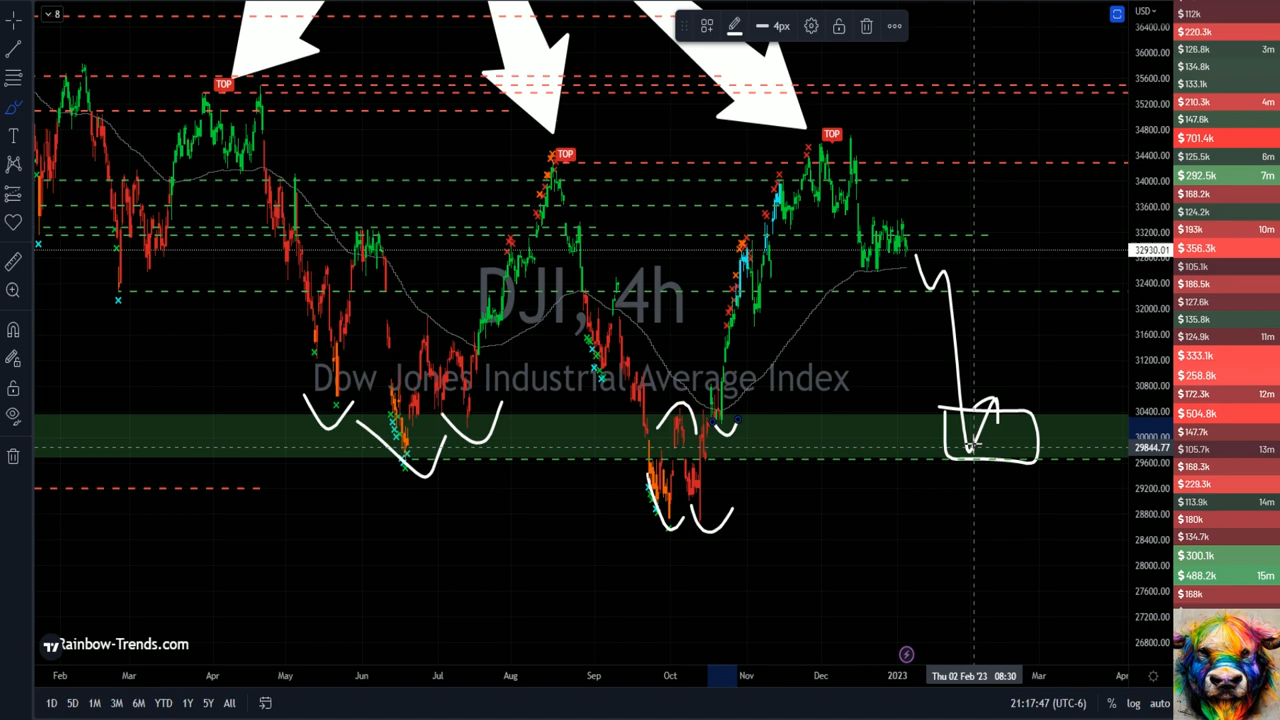 8
4px
USD
36400.00
36000.00
35600.00
35200.00
34800.00
34400.00
34000.00
33600.00
33200.00
32930.01
32400.00
32000.00
31600.00
31200.00
30800.00
30400.00
30000.00
29844.77
29600.00
29200.00
28800.00
28400.00
28000.00
27600.00
27200.00
26800.00
TOP
TOP
TOP
DJI, 4h
Dow Jones Industrial Average Index
Rainbow-Trends.com
Feb Mar Apr May Jun Jul Aug Sep Oct Nov Dec 2023 Thu 02 Feb '23 08:30 Mar Apr
1D 5D 1M 3M 6M YTD 1Y 5Y All
21:17:47 (UTC-6) % log auto
$112k
$220.3k
$126.8k 3m
$134.8k
$133.1k
$210.3k 4m
$147.6k
$701.4k
$125.5k 6m
$292.5k 7m
$168.2k
$124.2k
$193k 10m
$356.3k
$105.1k
$186.5k
$127.6k
$135.8k
$124.9k 11m
$333.1k
$258.8k
$172.3k 12m
$504.8k
$147.7k
$105.7k 13m
$168.3k
$229.3k
$113.9k 14m
$180k
$134.7k
$300.1k
$488.2k 15m
$168k